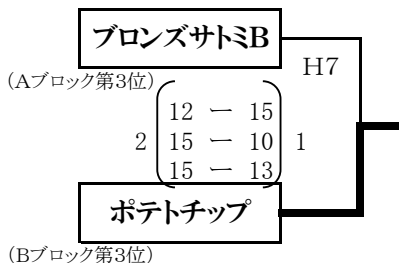 ブロンズサトミB
H7
(Aブロック第3位)
12 ー 15
2 15 ー 10 1
15 ー 13
ポテトチップ
(Bブロック第3位)